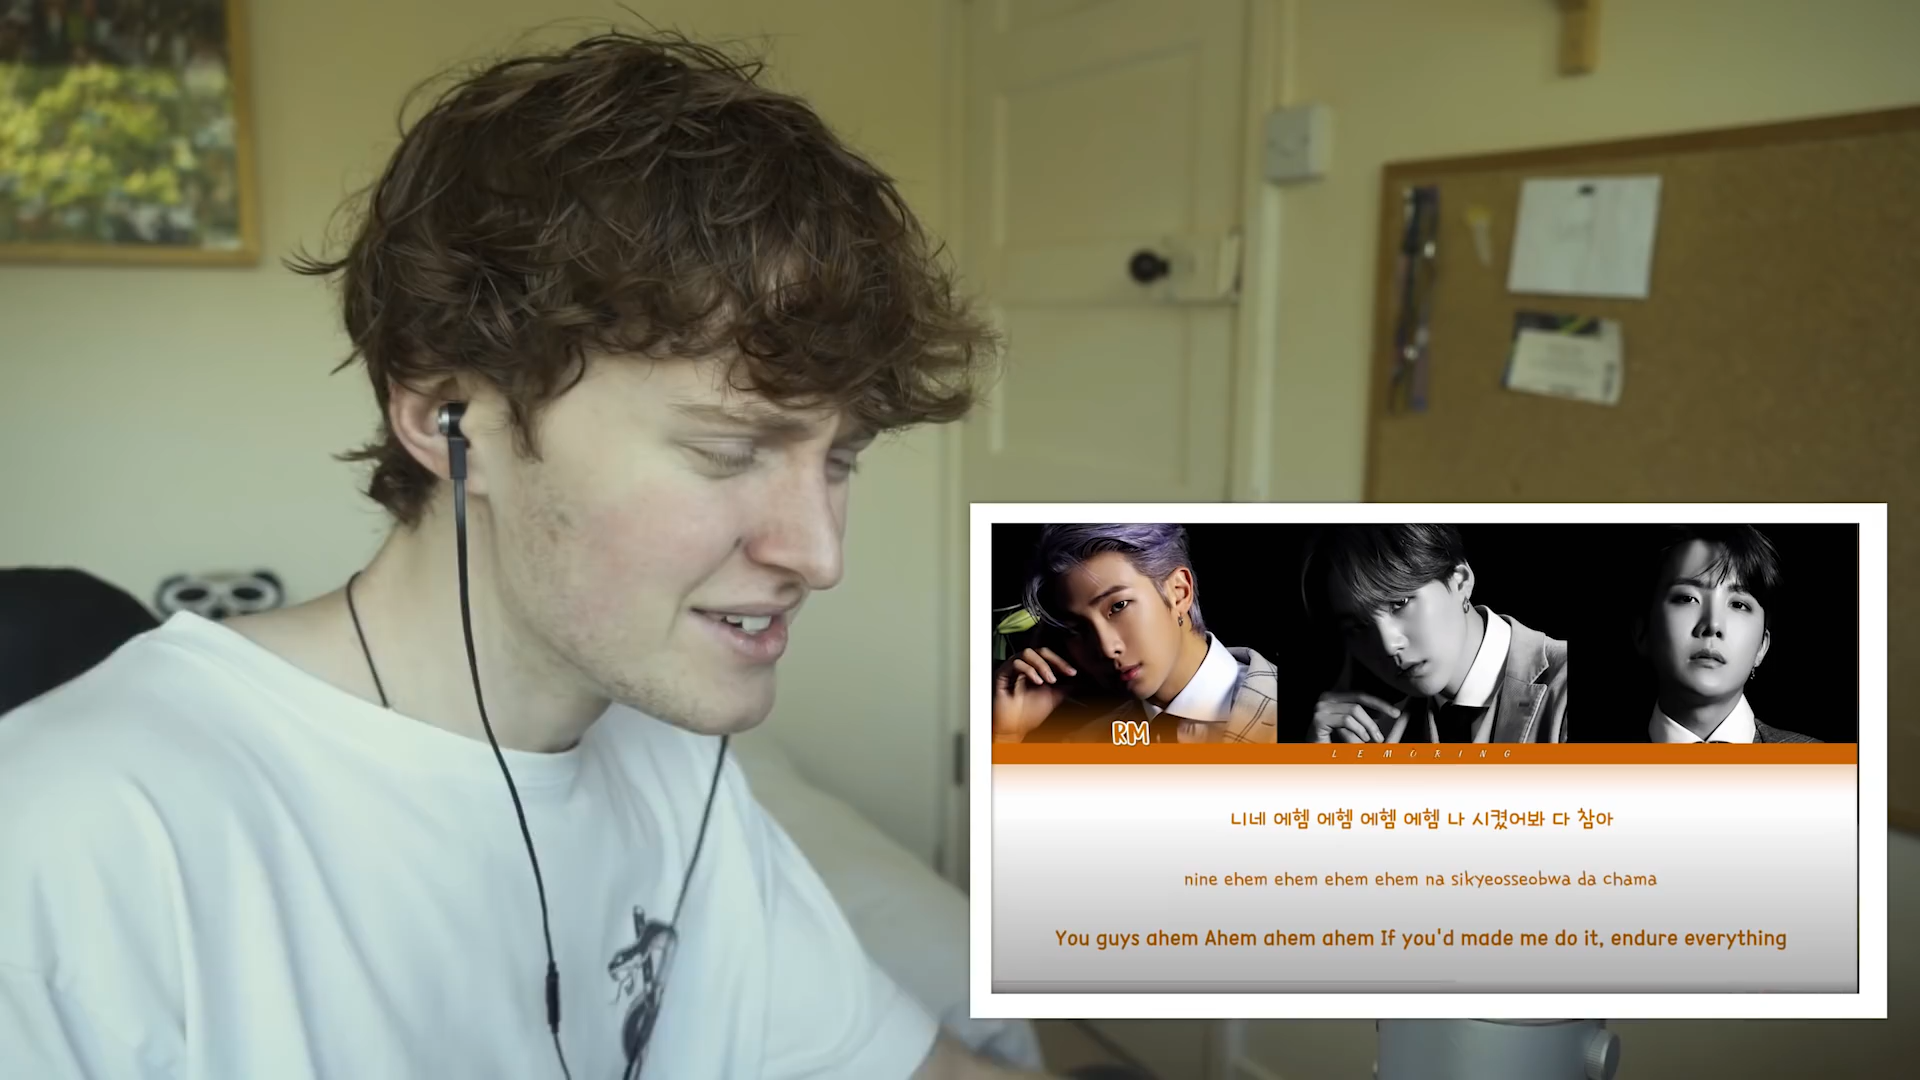 RM
LEMORING
니네 에헴 에헴 에헴 에헴 나 시켰어봐 다 참아
nine ehem ehem ehem ehem na sikyeosseobwa da chama
You guys ahem Ahem ahem ahem If you'd made me do it, endure everything